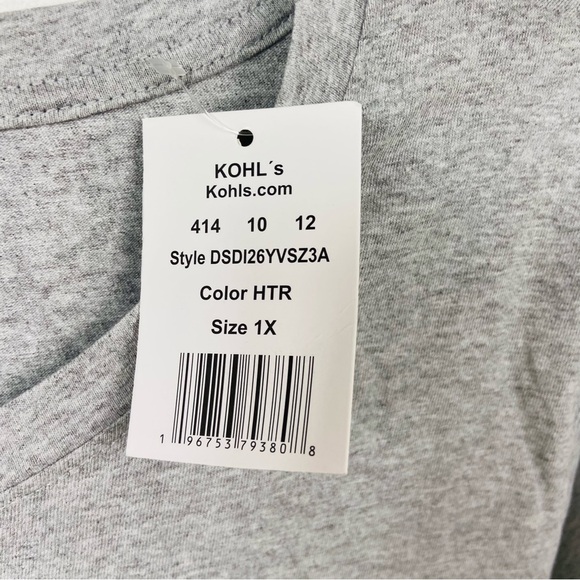 KOHL´s
Kohls.com
414 10 12
Style DSDI26YVSZ3A
Color HTR
Size 1X
1 96753 79380 8